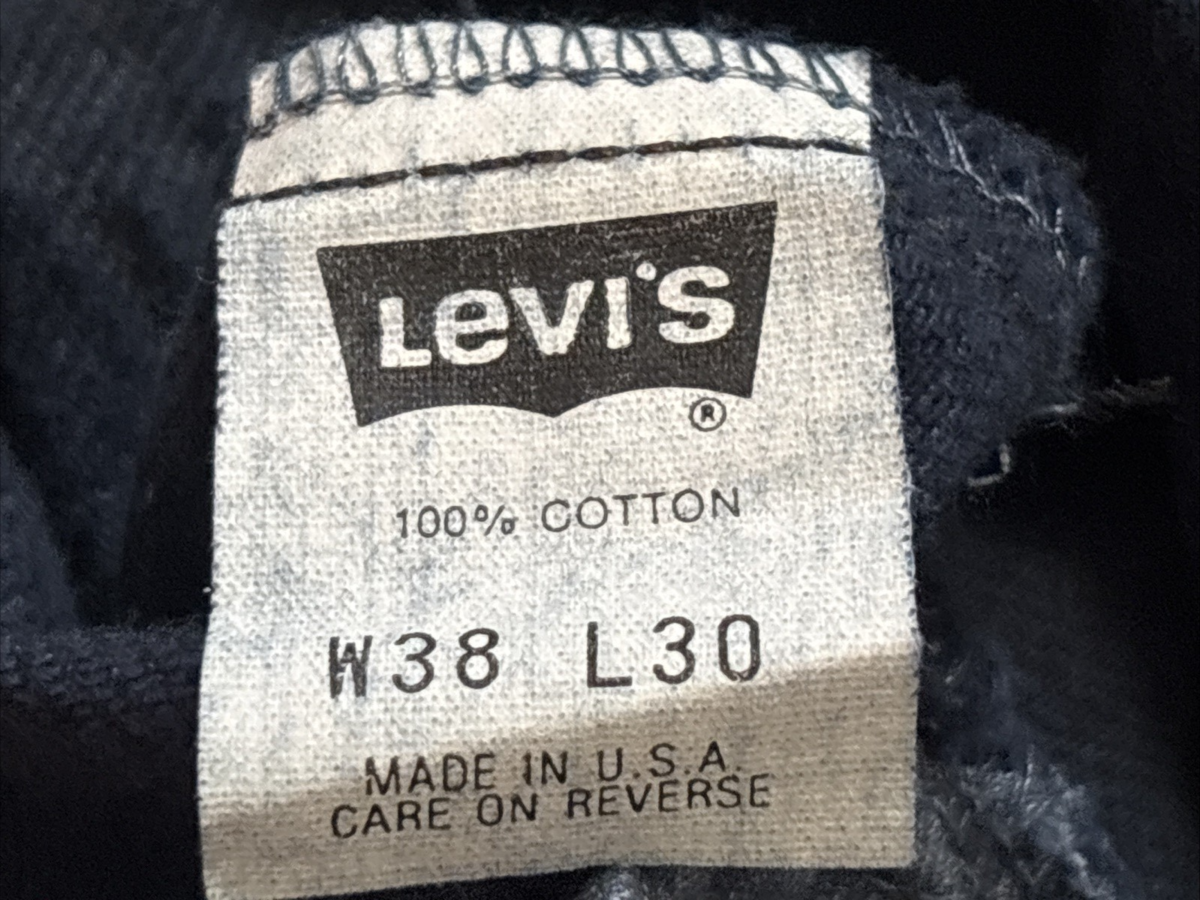 Levi's
®
100% COTTON
W38 L30
MADE IN U.S.A.
CARE ON REVERSE